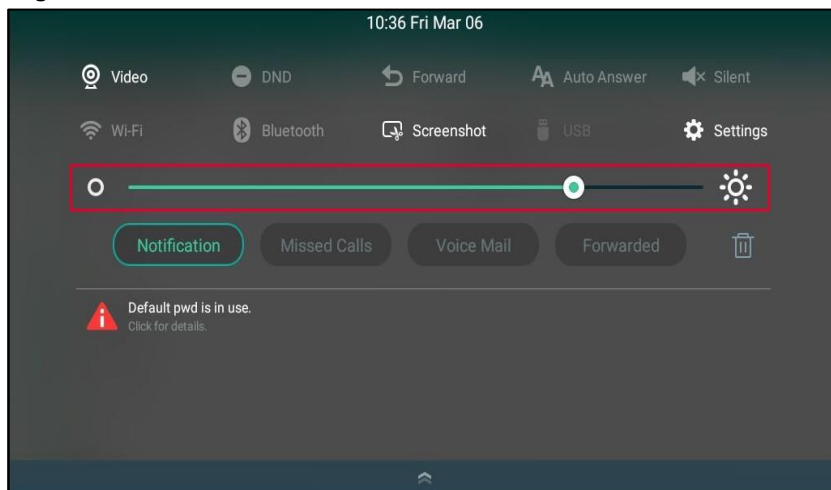 10:36 Fri Mar 06
Video DND Forward AA Auto Answer Silent
Wi-Fi Bluetooth Screenshot USB Settings
Notification Missed Calls Voice Mail Forwarded
Default pwd is in use.
Click for details.